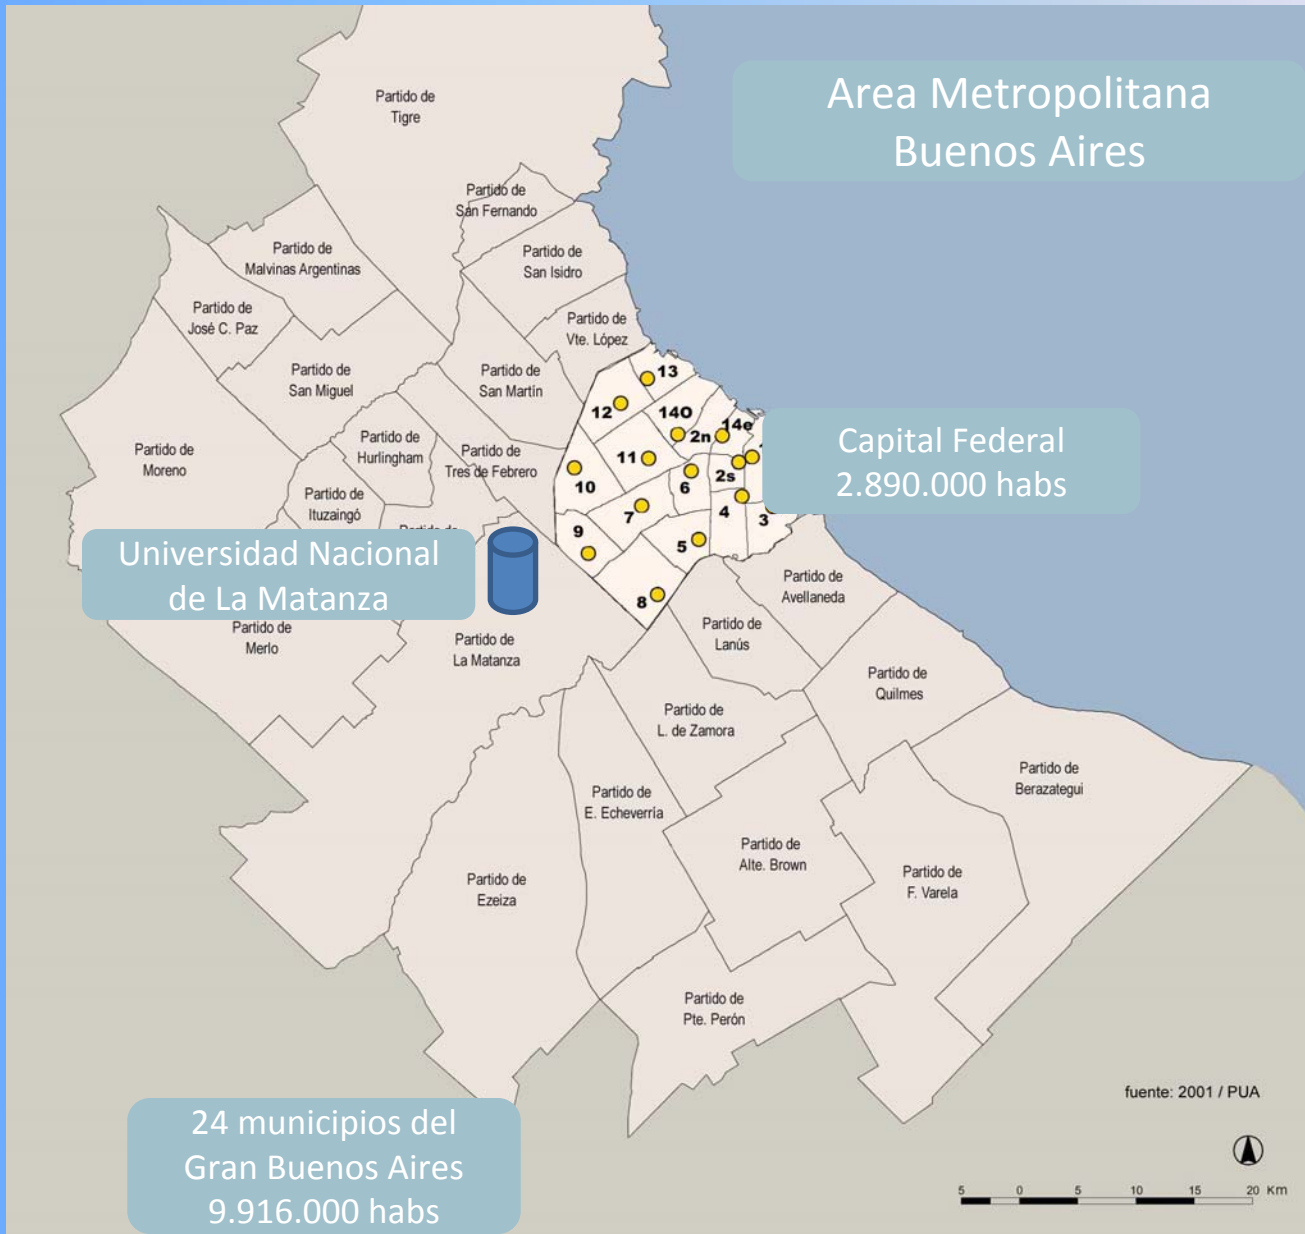 Area Metropolitana
Buenos Aires
Partido de
Tigre
Partido de
San Fernando
Partido de
San Isidro
Partido de
Malvinas Argentinas
Partido de
José C. Paz
Partido de
Vte. López
Partido de
San Miguel
Partido de
San Martín
Partido de
Moreno
Partido de
Hurlingham
Partido de
Tres de Febrero
Partido de
Ituzaingó
13
12
14O
14e
2n
11
10
6
2s
7
4
3
9
5
8
Capital Federal
2.890.000 habs
Universidad Nacional
de La Matanza
Partido de
Merlo
Partido de
La Matanza
Partido de
Avellaneda
Partido de
Lanús
Partido de
Quilmes
Partido de
L. de Zamora
Partido de
Berazategui
Partido de
E. Echeverría
Partido de
Alte. Brown
Partido de
F. Varela
Partido de
Ezeiza
Partido de
Pte. Perón
24 municipios del
Gran Buenos Aires
9.916.000 habs
fuente: 2001 / PUA
5 0 5 10 15 20 Km